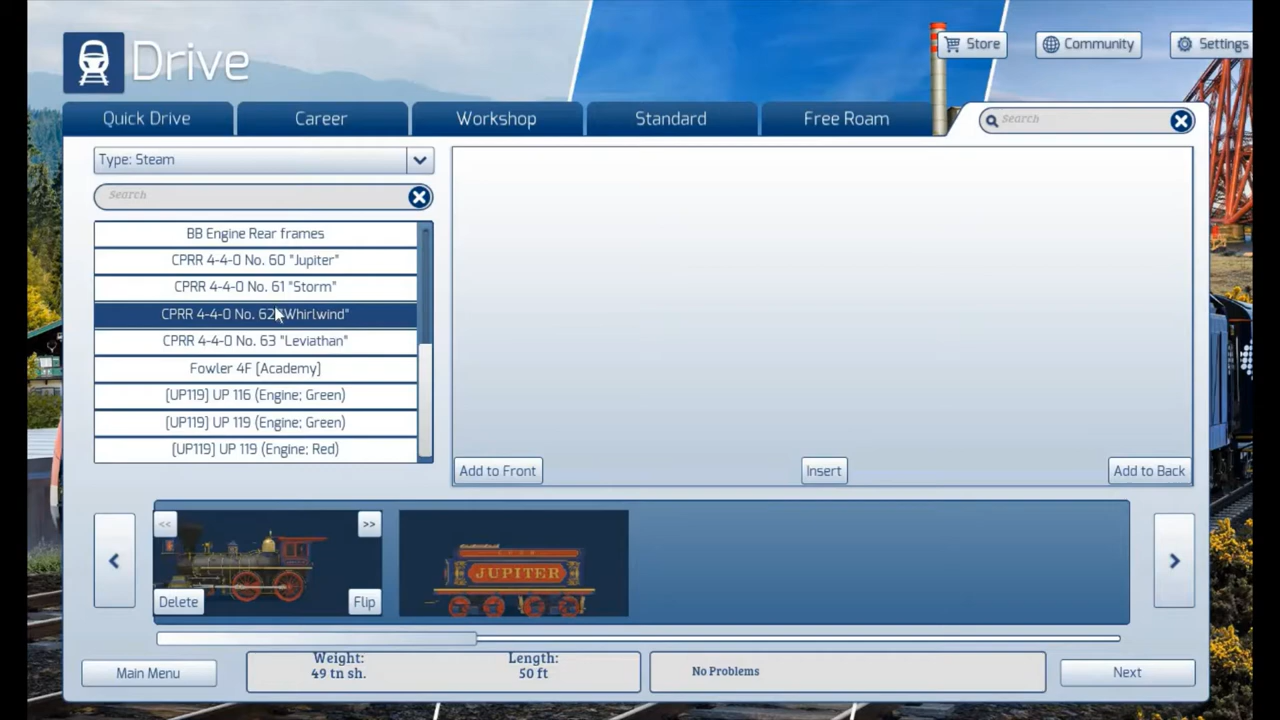 Drive
Store
Community
Settings
Quick Drive
Career
Workshop
Standard
Free Roam
Search
Type: Steam
Search
BB Engine Rear frames
CPRR 4-4-0 No. 60 "Jupiter"
CPRR 4-4-0 No. 61 "Storm"
CPRR 4-4-0 No. 62 "Whirlwind"
CPRR 4-4-0 No. 63 "Leviathan"
Fowler 4F [Academy]
[UP119] UP 116 (Engine; Green)
[UP119] UP 119 (Engine; Green)
[UP119] UP 119 (Engine; Red)
Add to Front
Insert
Add to Back
<<
>>
JUPITER
Delete
Flip
Weight:
49 tn sh.
Length:
50 ft
No Problems
Main Menu
Next